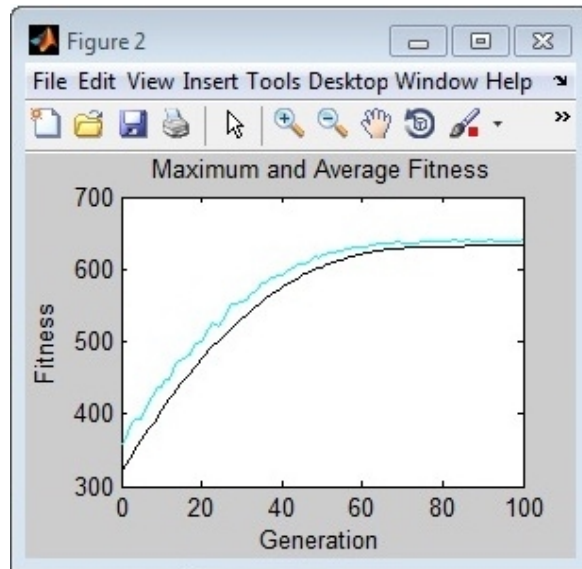 Figure 2
File Edit View Insert Tools Desktop Window Help
Maximum and Average Fitness
700
600
500
400
300
Fitness
0 20 40 60 80 100
Generation